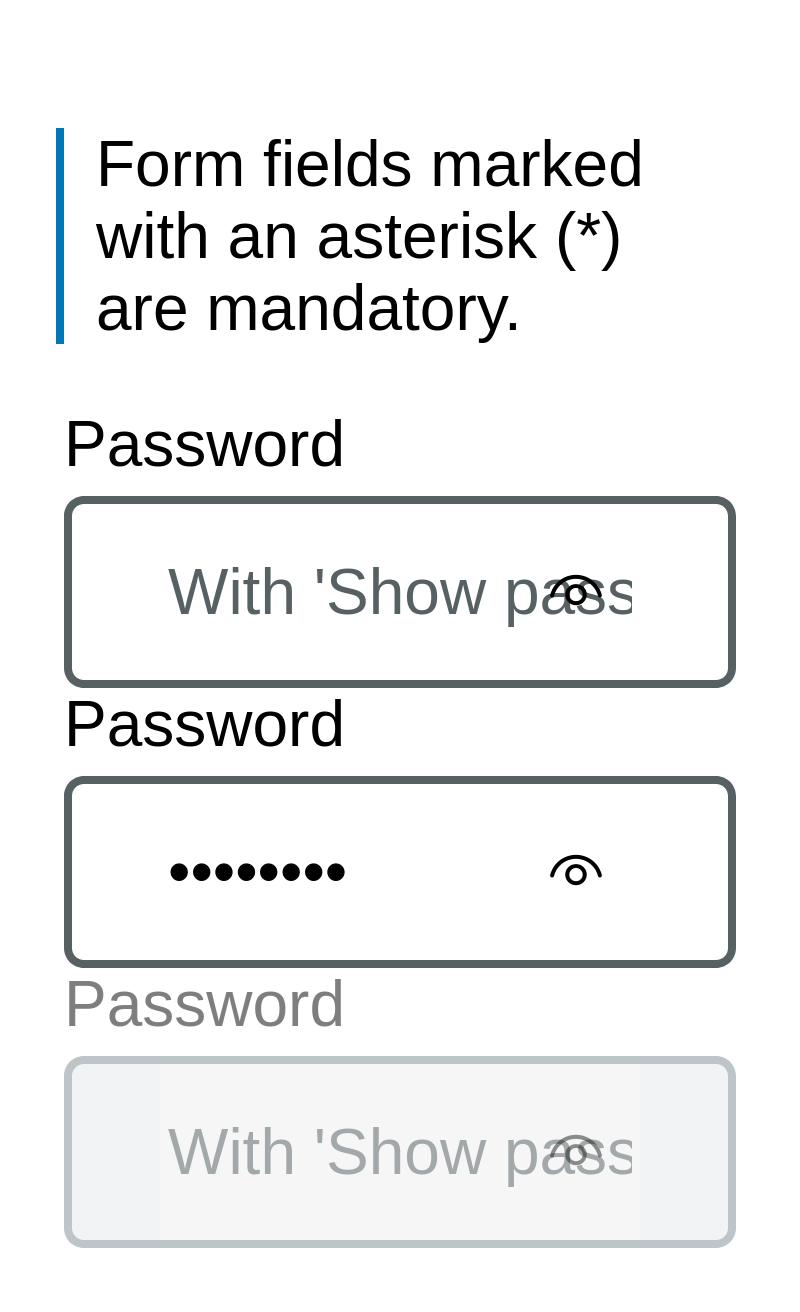 Form fields marked
with an asterisk (*)
are mandatory.
Password
With 'Show pass
Password
••••••••
Password
With 'Show pass